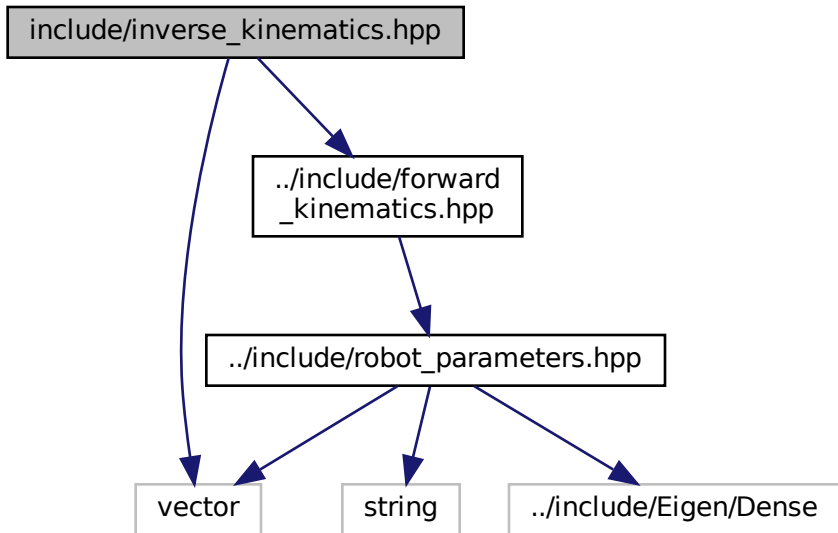 include/inverse_kinematics.hpp
../include/forward
_kinematics.hpp
../include/robot_parameters.hpp
vector
string
../include/Eigen/Dense